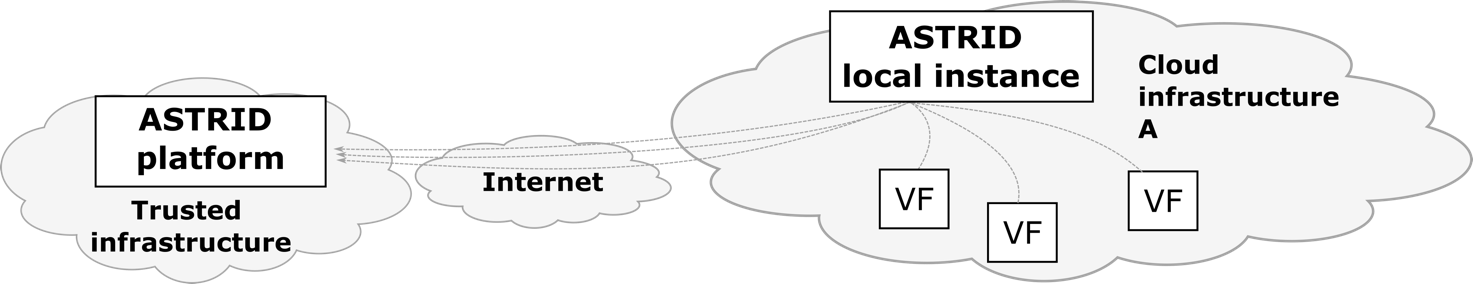 ASTRID
platform
Trusted
infrastructure
Internet
ASTRID
local instance
Cloud
infrastructure
A
VF
VF
VF